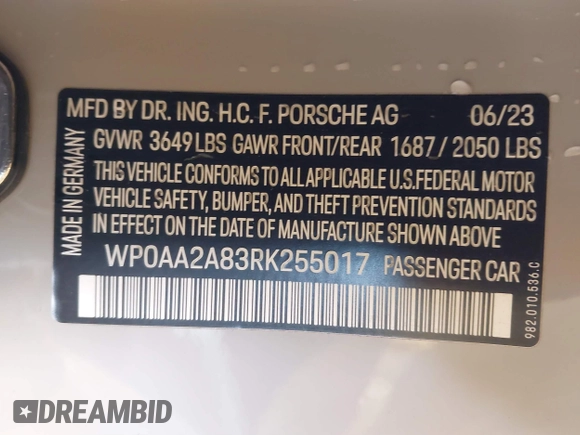 MFD BY DR. ING. H.C. F. PORSCHE AG 06/23
GVWR 3649 LBS GAWR FRONT/REAR 1687/2050 LBS
THIS VEHICLE CONFORMS TO ALL APPLICABLE U.S. FEDERAL MOTOR
VEHICLE SAFETY, BUMPER, AND THEFT PREVENTION STANDARDS
IN EFFECT ON THE DATE OF MANUFACTURE SHOWN ABOVE
WP0AA2A83RK255017 PASSENGER CAR
MADE IN GERMANY
982.010.536.C
DREAMBID